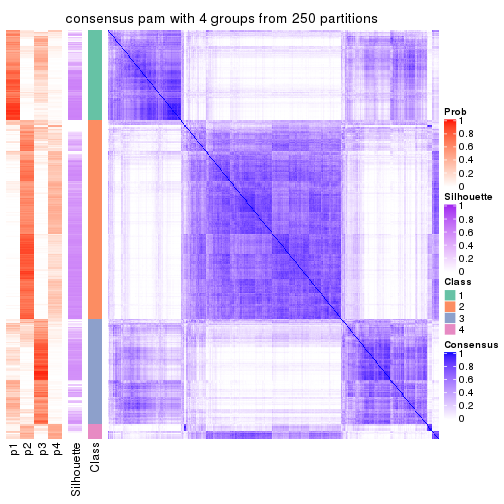 consensus pam with 4 groups from 250 partitions
Prob
1
0.8
0.6
0.4
0.2
0
Silhouette
1
0.8
0.6
0.4
0.2
0
Class
1
2
3
4
Consensus
1
0.8
0.6
0.4
0.2
0
p1
p2
p3
p4
Silhouette
Class